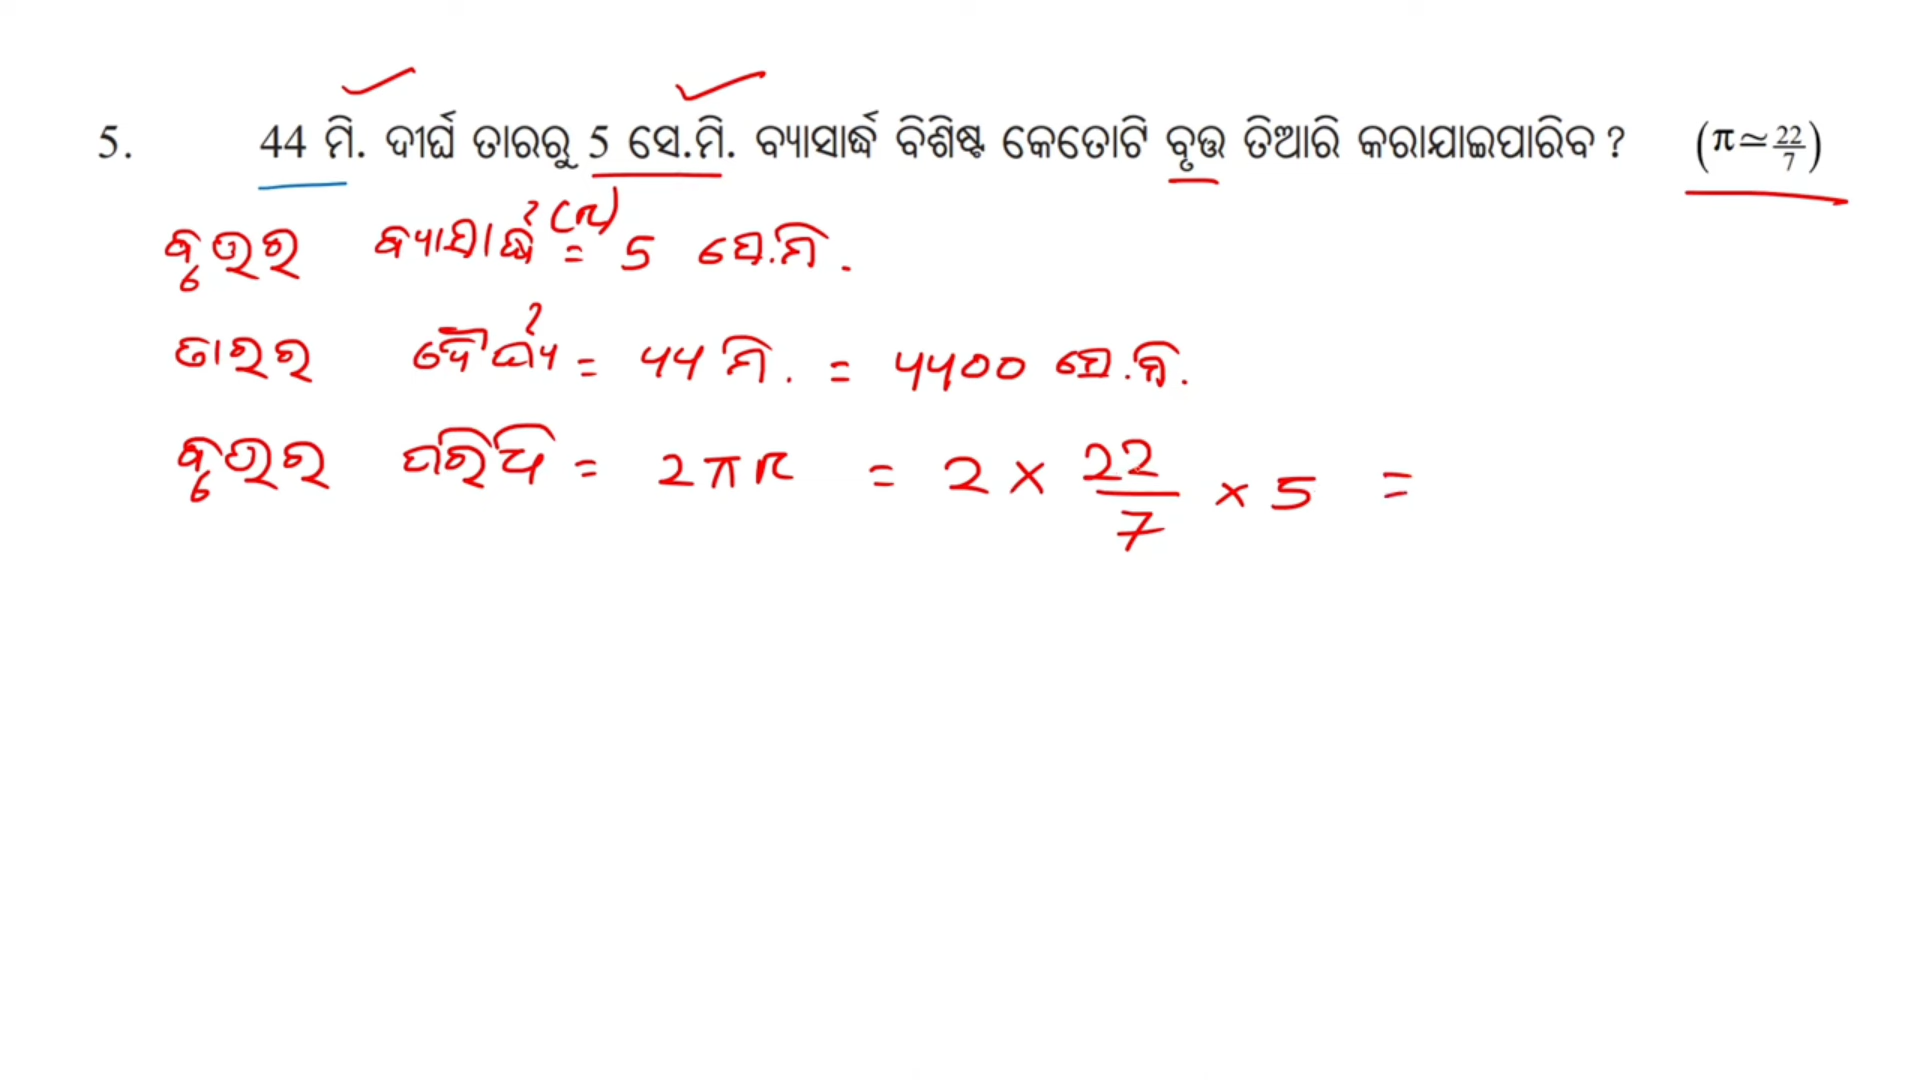 5. 44 ମି. ଦୀର୍ଘ ତାରରୁ 5 ସେ.ମି. ବ୍ୟାସାର୍ଦ୍ଧ ବିଶିଷ୍ଟ କେତୋଟି ବୃତ୍ତ ତିଆରି କରାଯାଇପାରିବ ? (π ≃ 22/7)
ବୃତ୍ତର ବ୍ୟାସାର୍ଦ୍ଧ (r) = 5 ସେ.ମି.
ତାରର ଦୈର୍ଘ୍ୟ = 44 ମି. = 4400 ସେ.ମି.
ବୃତ୍ତର ପରିଧି = 2πr = 2 × 22/7 × 5 =